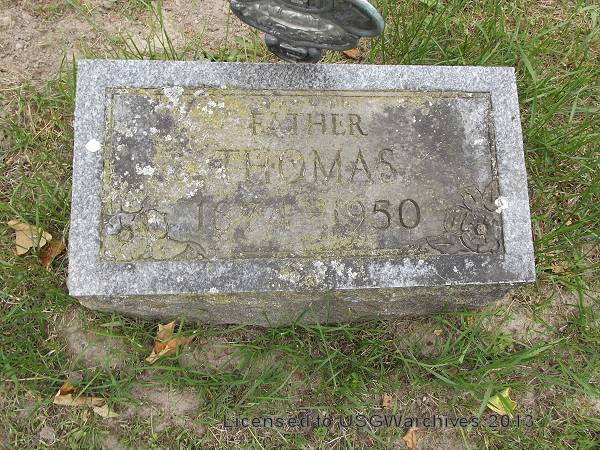 FATHER
THOMAS
1950
Licensed to USGWarchives 2013